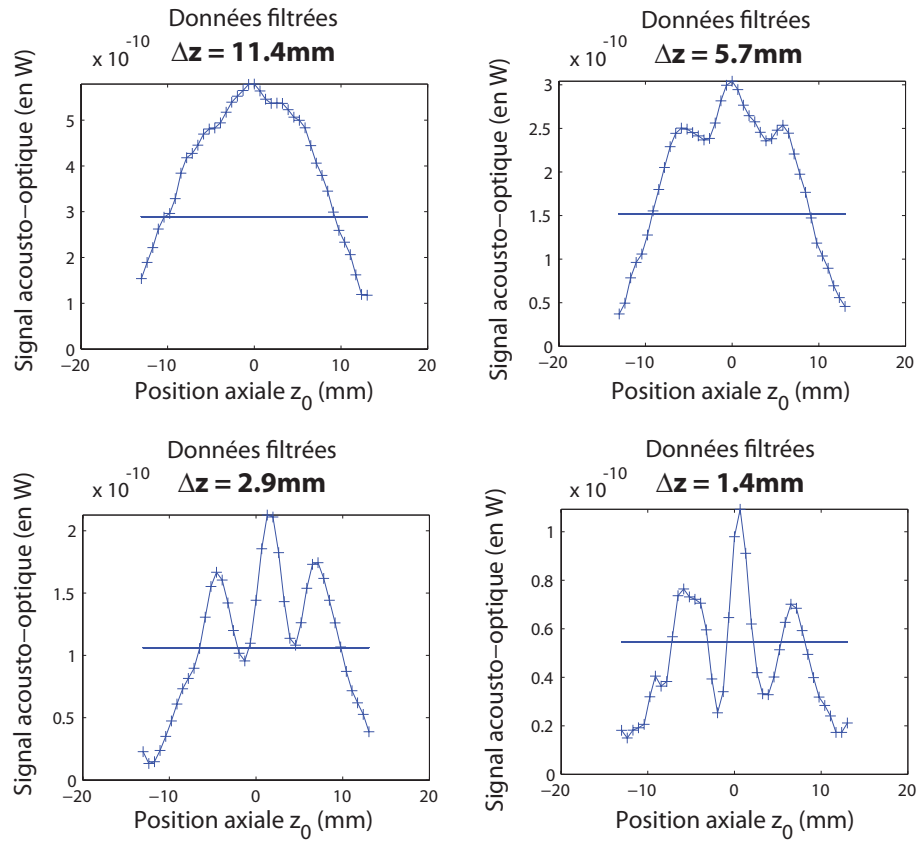 Données filtrées
Δz = 11.4mm
x 10^-10
Signal acousto-optique (en W)
5
4
3
2
1
0
−20
−10
0
10
20
Position axiale z_0 (mm)
Données filtrées
Δz = 5.7mm
x 10^-10
Signal acousto-optique (en W)
3
2.5
2
1.5
1
0.5
0
−20
−10
0
10
20
Position axiale z_0 (mm)
Données filtrées
Δz = 2.9mm
x 10^-10
Signal acousto-optique (en W)
2
1.5
1
0.5
0
−20
−10
0
10
20
Position axiale z_0 (mm)
Données filtrées
Δz = 1.4mm
x 10^-10
Signal acousto-optique (en W)
1
0.8
0.6
0.4
0.2
0
−20
−10
0
10
20
Position axiale z_0 (mm)